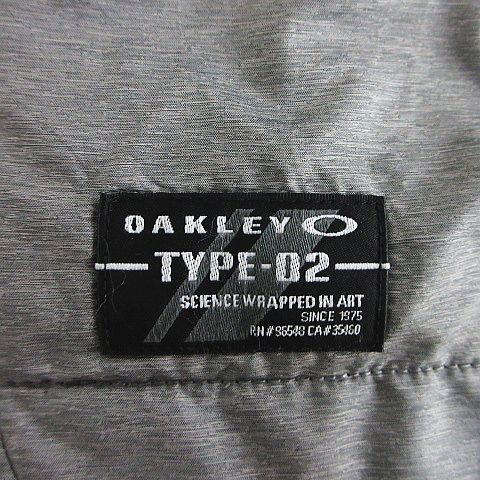 OAKLEY
TYPE-02
SCIENCE WRAPPED IN ART
SINCE 1975
RN#96548 CA#35460